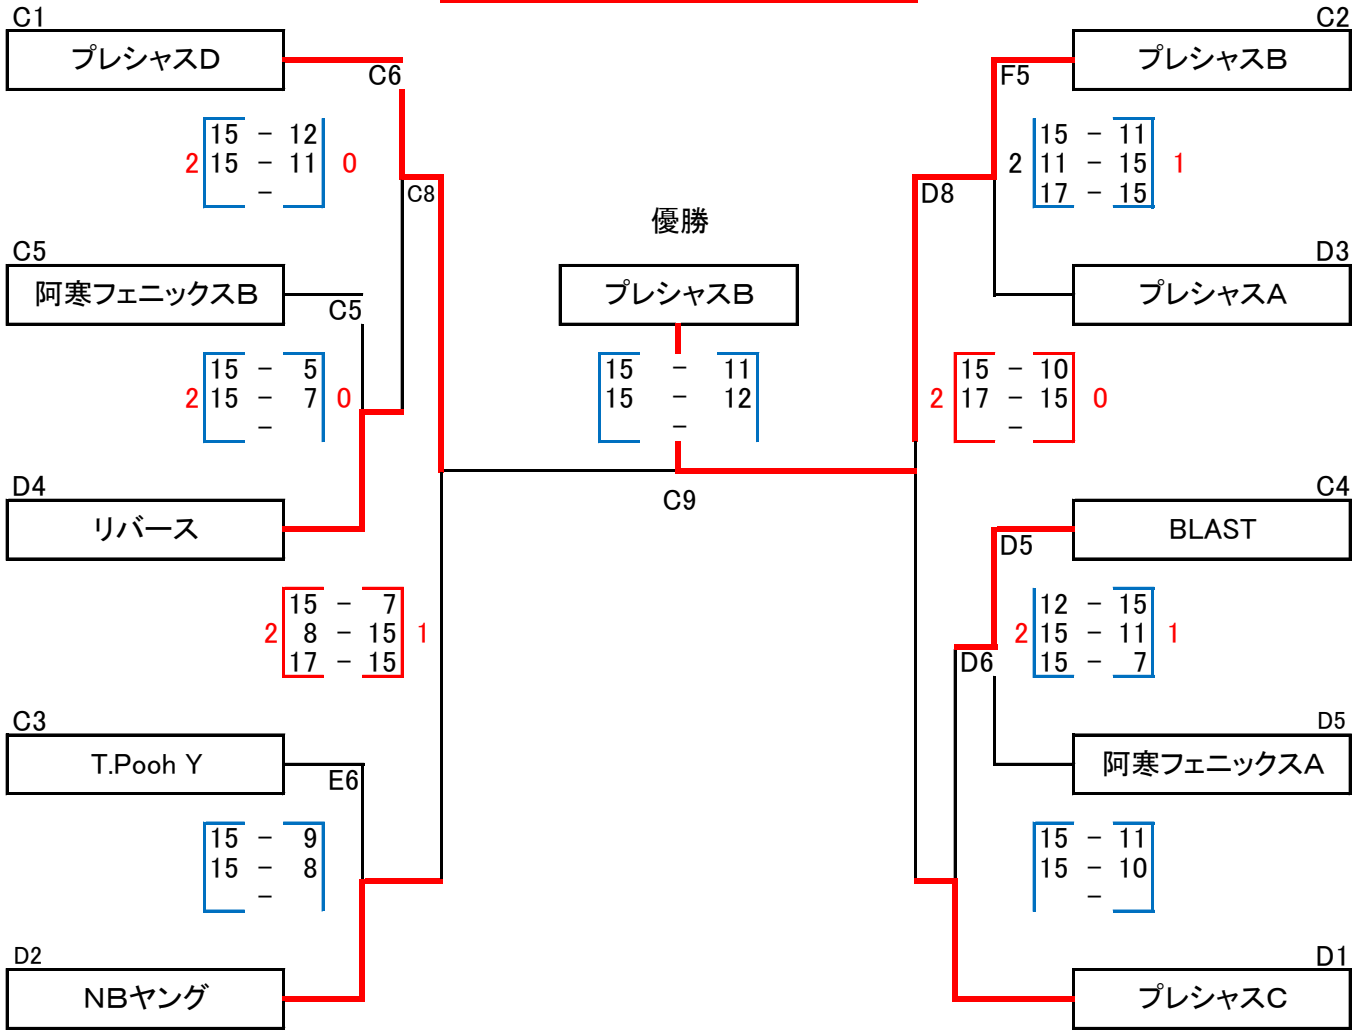 C1
プレシャスD
C6
15 - 12
2 15 - 11 0
-
C8
C5
阿寒フェニックスB
C5
15 - 5
2 15 - 7 0
-
D4
リバース
15 - 7
2 8 - 15 1
17 - 15
C3
T.Pooh Y
E6
15 - 9
15 - 8
-
D2
NBヤング
優勝
プレシャスB
15 - 11
15 - 12
-
C9
C2
プレシャスB
F5
15 - 11
2 11 - 15 1
17 - 15
D8
D3
プレシャスA
15 - 10
2 17 - 15 0
-
C4
BLAST
D5
12 - 15
2 15 - 11 1
15 - 7
D6
D5
阿寒フェニックスA
15 - 11
15 - 10
-
D1
プレシャスC